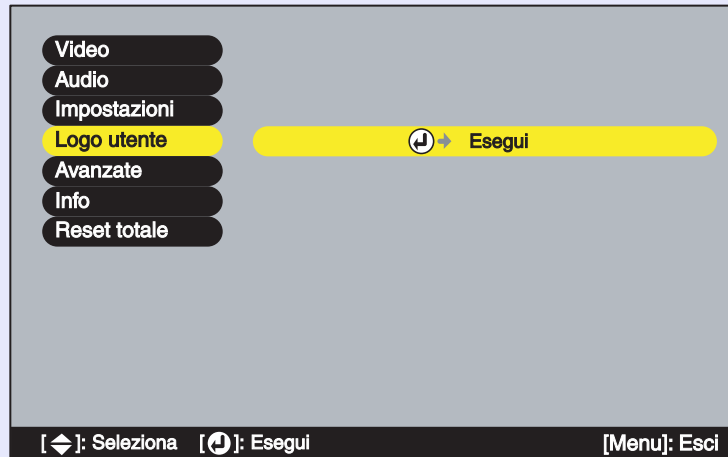 Video
Audio
Impostazioni
Logo utente
Esegui
Avanzate
Info
Reset totale
[ ]: Seleziona [ ]: Esegui [Menu]: Esci